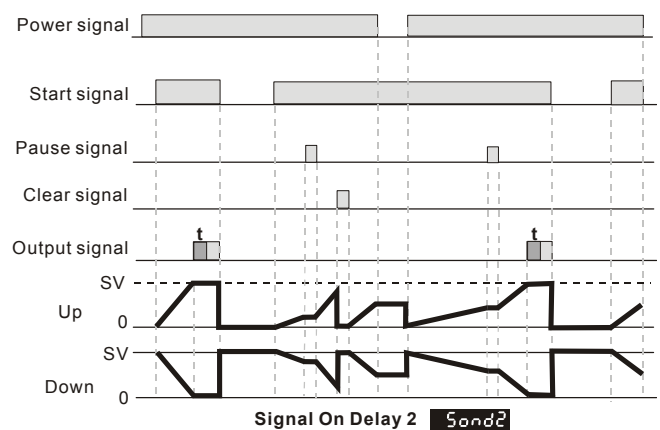 Power signal
Start signal
Pause signal
Clear signal
t
t
Output signal
SV
Up
0
SV
Down
0
Signal On Delay 2 Sond2